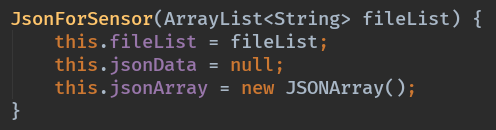 JsonForSensor(ArrayList<String> fileList) {
    this.fileList = fileList;
    this.jsonData = null;
    this.jsonArray = new JSONArray();
}